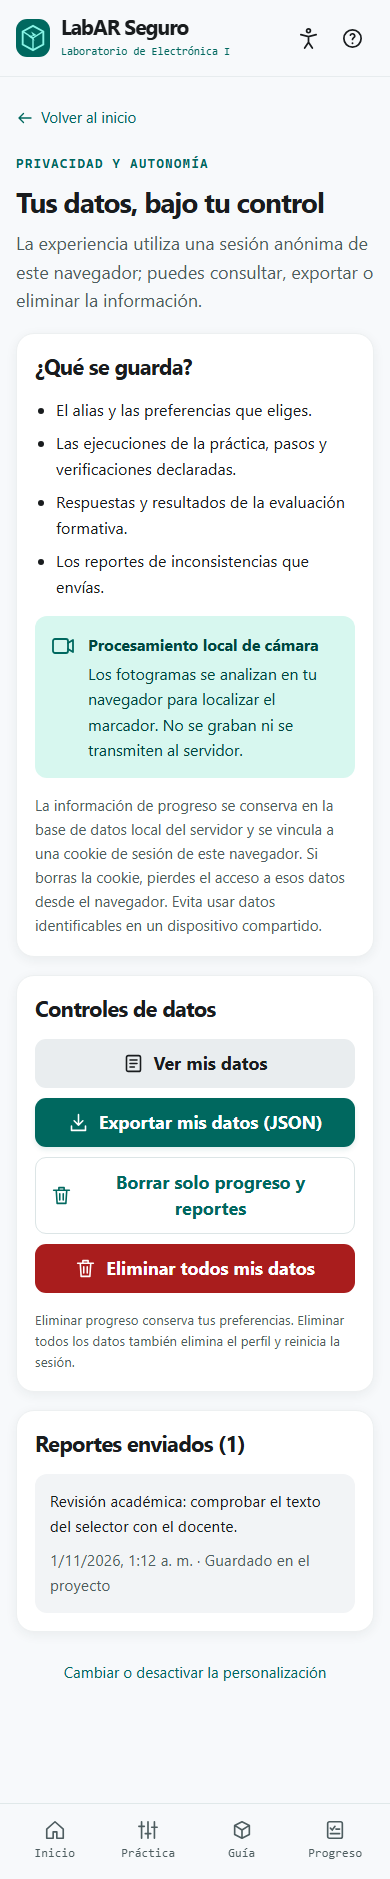 LabAR Seguro
Laboratorio de Electrónica I
← Volver al inicio
PRIVACIDAD Y AUTONOMÍA
Tus datos, bajo tu control
La experiencia utiliza una sesión anónima de
este navegador; puedes consultar, exportar o
eliminar la información.
¿Qué se guarda?
• El alias y las preferencias que eliges.
• Las ejecuciones de la práctica, pasos y
verificaciones declaradas.
• Respuestas y resultados de la evaluación
formativa.
• Los reportes de inconsistencias que
envías.
Procesamiento local de cámara
Los fotogramas se analizan en tu
navegador para localizar el
marcador. No se graban ni se
transmiten al servidor.
La información de progreso se conserva en la
base de datos local del servidor y se vincula a
una cookie de sesión de este navegador. Si
borras la cookie, pierdes el acceso a esos datos
desde el navegador. Evita usar datos
identificables en un dispositivo compartido.
Controles de datos
Ver mis datos
Exportar mis datos (JSON)
Borrar solo progreso y
reportes
Eliminar todos mis datos
Eliminar progreso conserva tus preferencias. Eliminar
todos los datos también elimina el perfil y reinicia la
sesión.
Reportes enviados (1)
Revisión académica: comprobar el texto
del selector con el docente.
1/11/2026, 1:12 a. m. · Guardado en el
proyecto
Cambiar o desactivar la personalización
Inicio
Práctica
Guía
Progreso